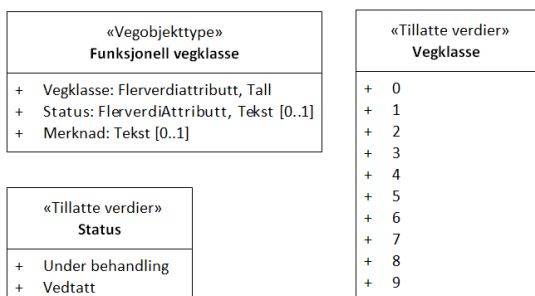 «Vegobjekttype»
Funksjonell vegklasse
+ Vegklasse: Flerverdiattributt, Tall
+ Status: FlerverdiAttributt, Tekst [0..1]
+ Merknad: Tekst [0..1]
«Tillatte verdier»
Status
+ Under behandling
+ Vedtatt
«Tillatte verdier»
Vegklasse
+ 0
+ 1
+ 2
+ 3
+ 4
+ 5
+ 6
+ 7
+ 8
+ 9